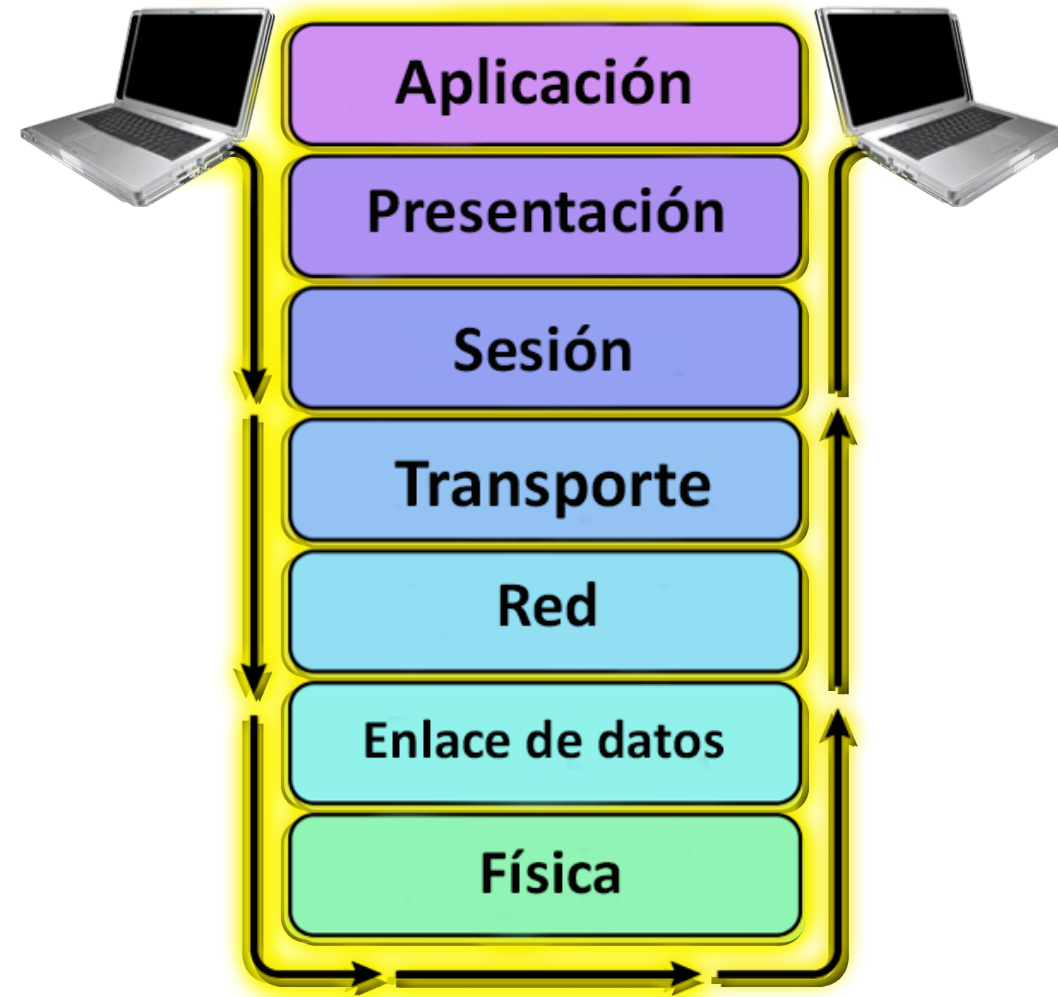 Aplicación
Presentación
Sesión
Transporte
Red
Enlace de datos
Física